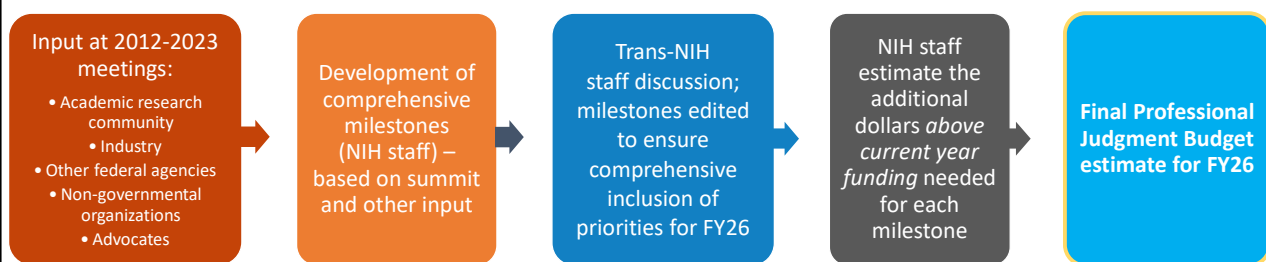 Input at 2012-2023
meetings:
• Academic research
community
• Industry
• Other federal agencies
• Non-governmental
organizations
• Advocates
Development of
comprehensive
milestones
(NIH staff) –
based on summit
and other input
Trans-NIH
staff discussion;
milestones edited
to ensure
comprehensive
inclusion of
priorities for FY26
NIH staff
estimate the
additional
dollars above
current year
funding needed
for each
milestone
Final Professional
Judgment Budget
estimate for FY26